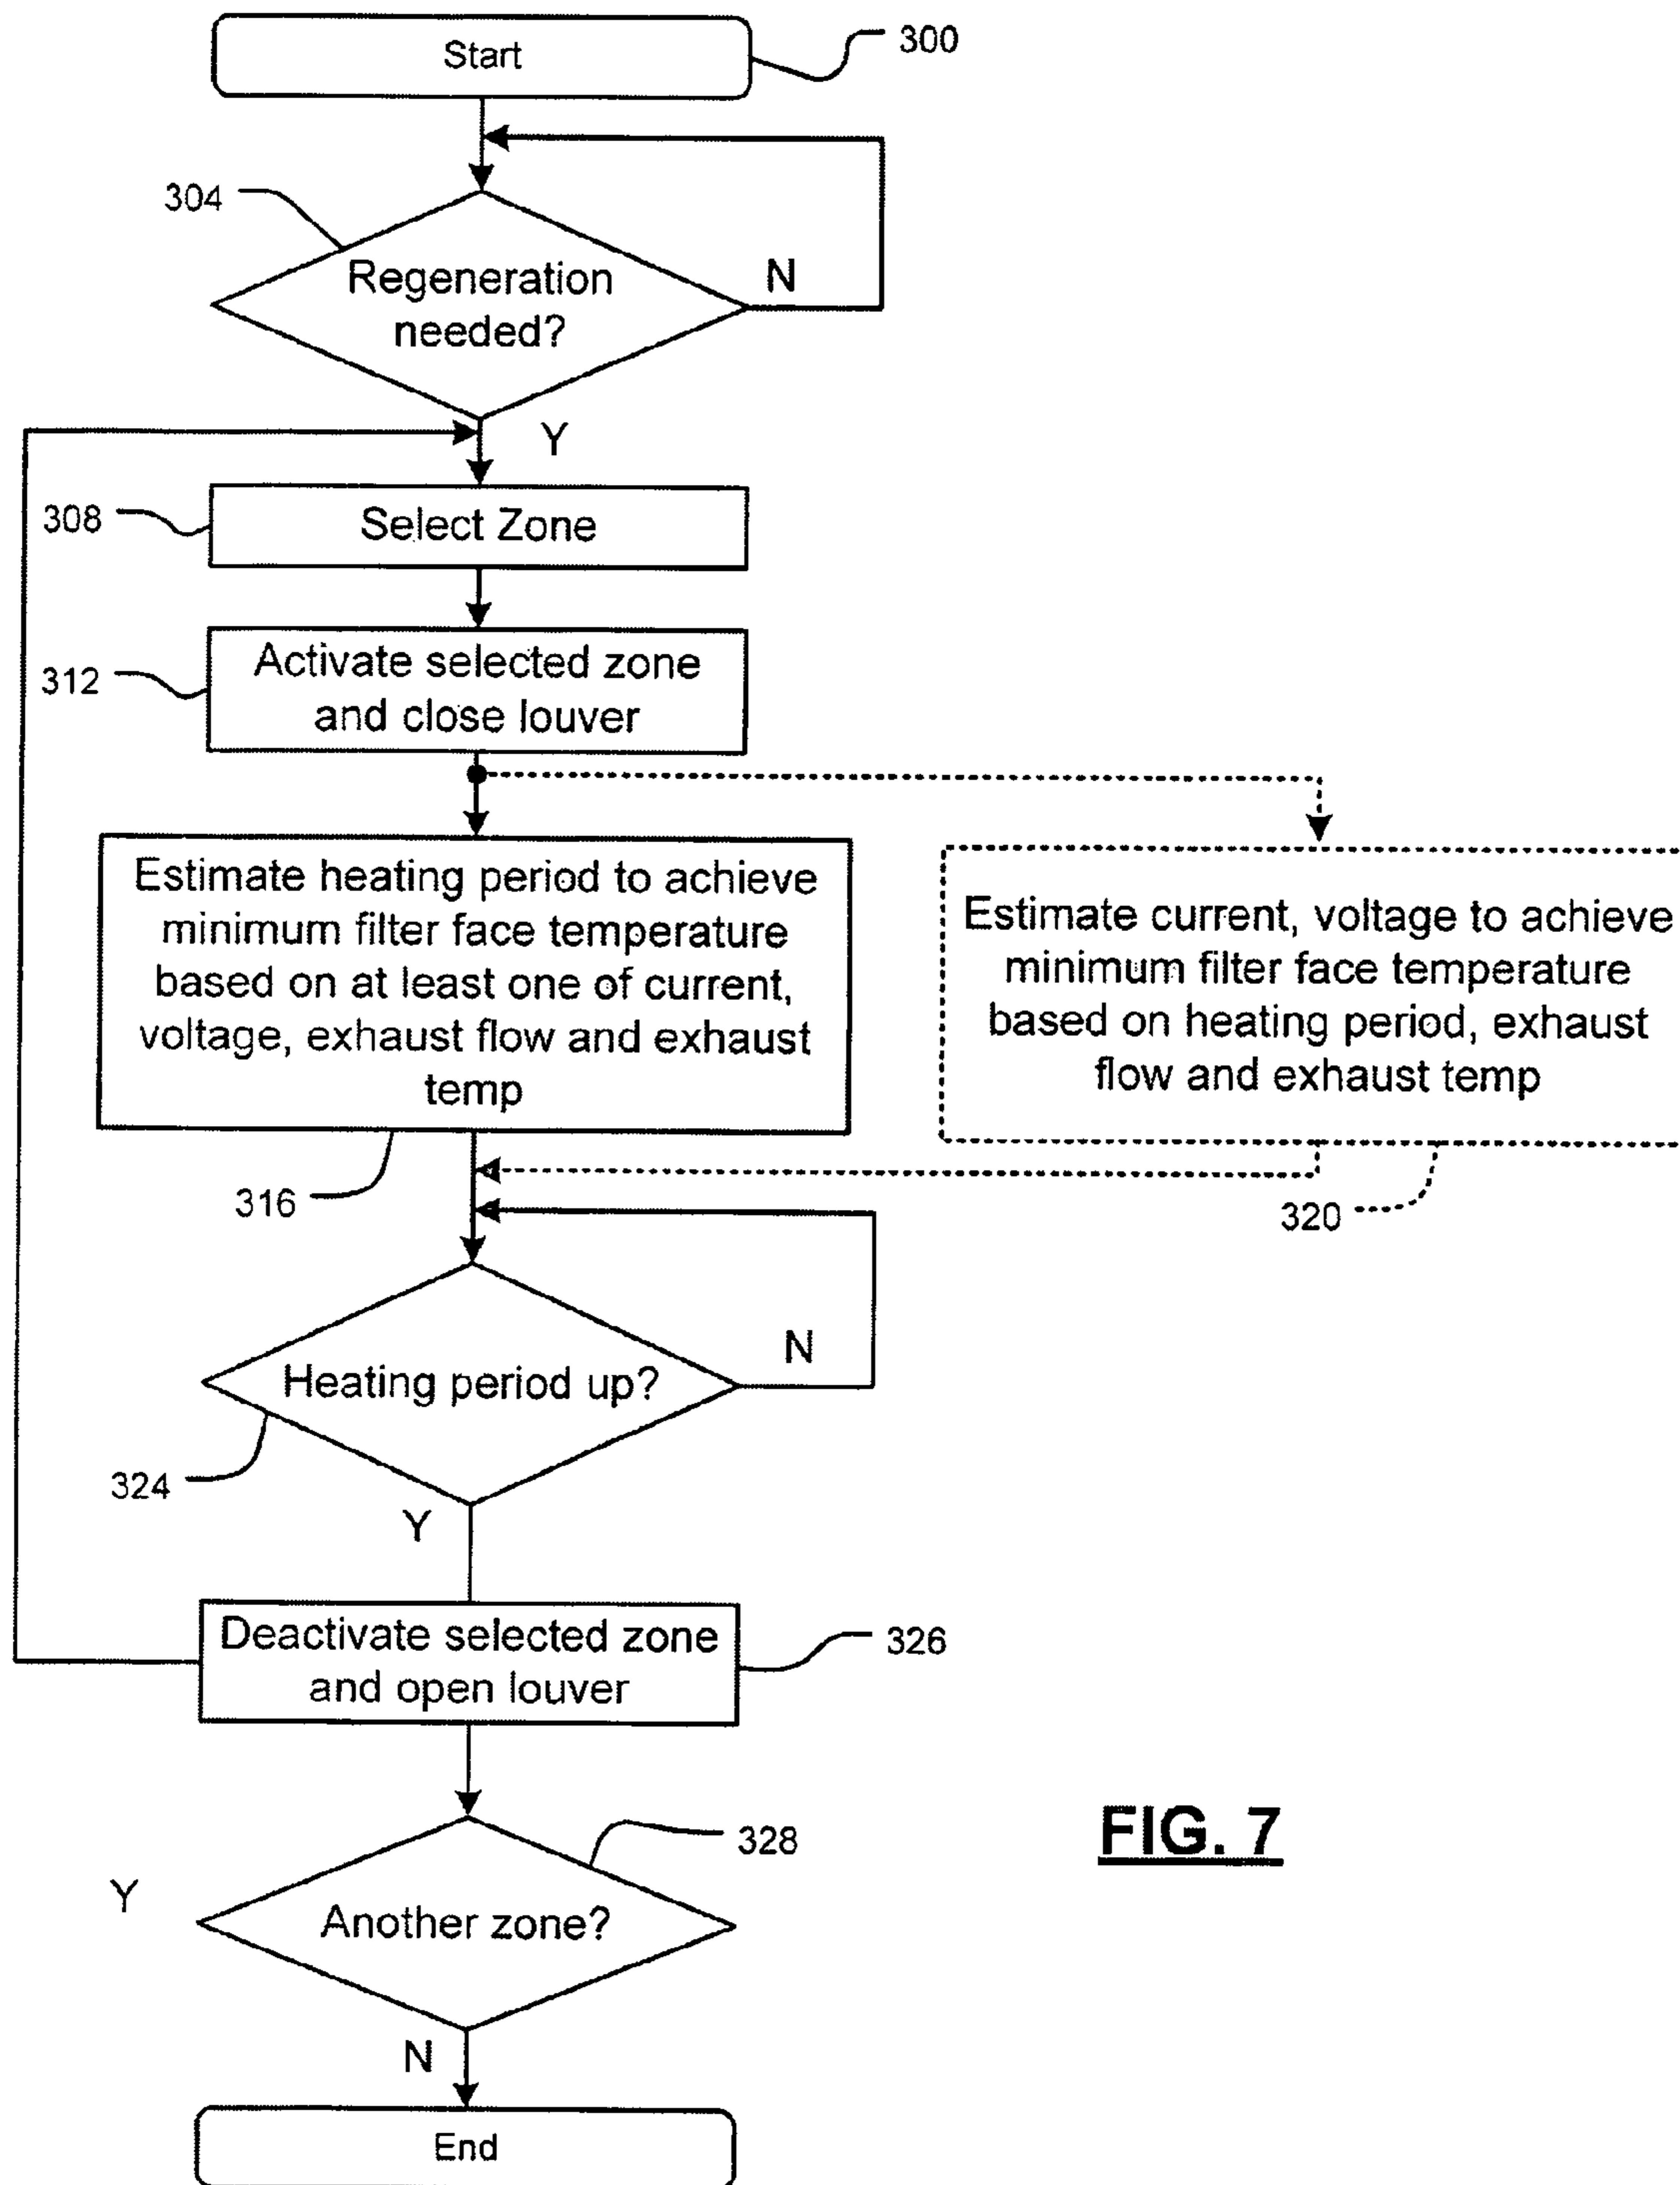 Start
300
304
Regeneration
needed?
N
Y
308
Select Zone
312
Activate selected zone
and close louver
Estimate heating period to achieve
minimum filter face temperature
based on at least one of current,
voltage, exhaust flow and exhaust
temp
Estimate current, voltage to achieve
minimum filter face temperature
based on heating period, exhaust
flow and exhaust temp
316
320
Heating period up?
N
324
Y
Deactivate selected zone
and open louver
326
328
Y
Another zone?
N
End
FIG. 7